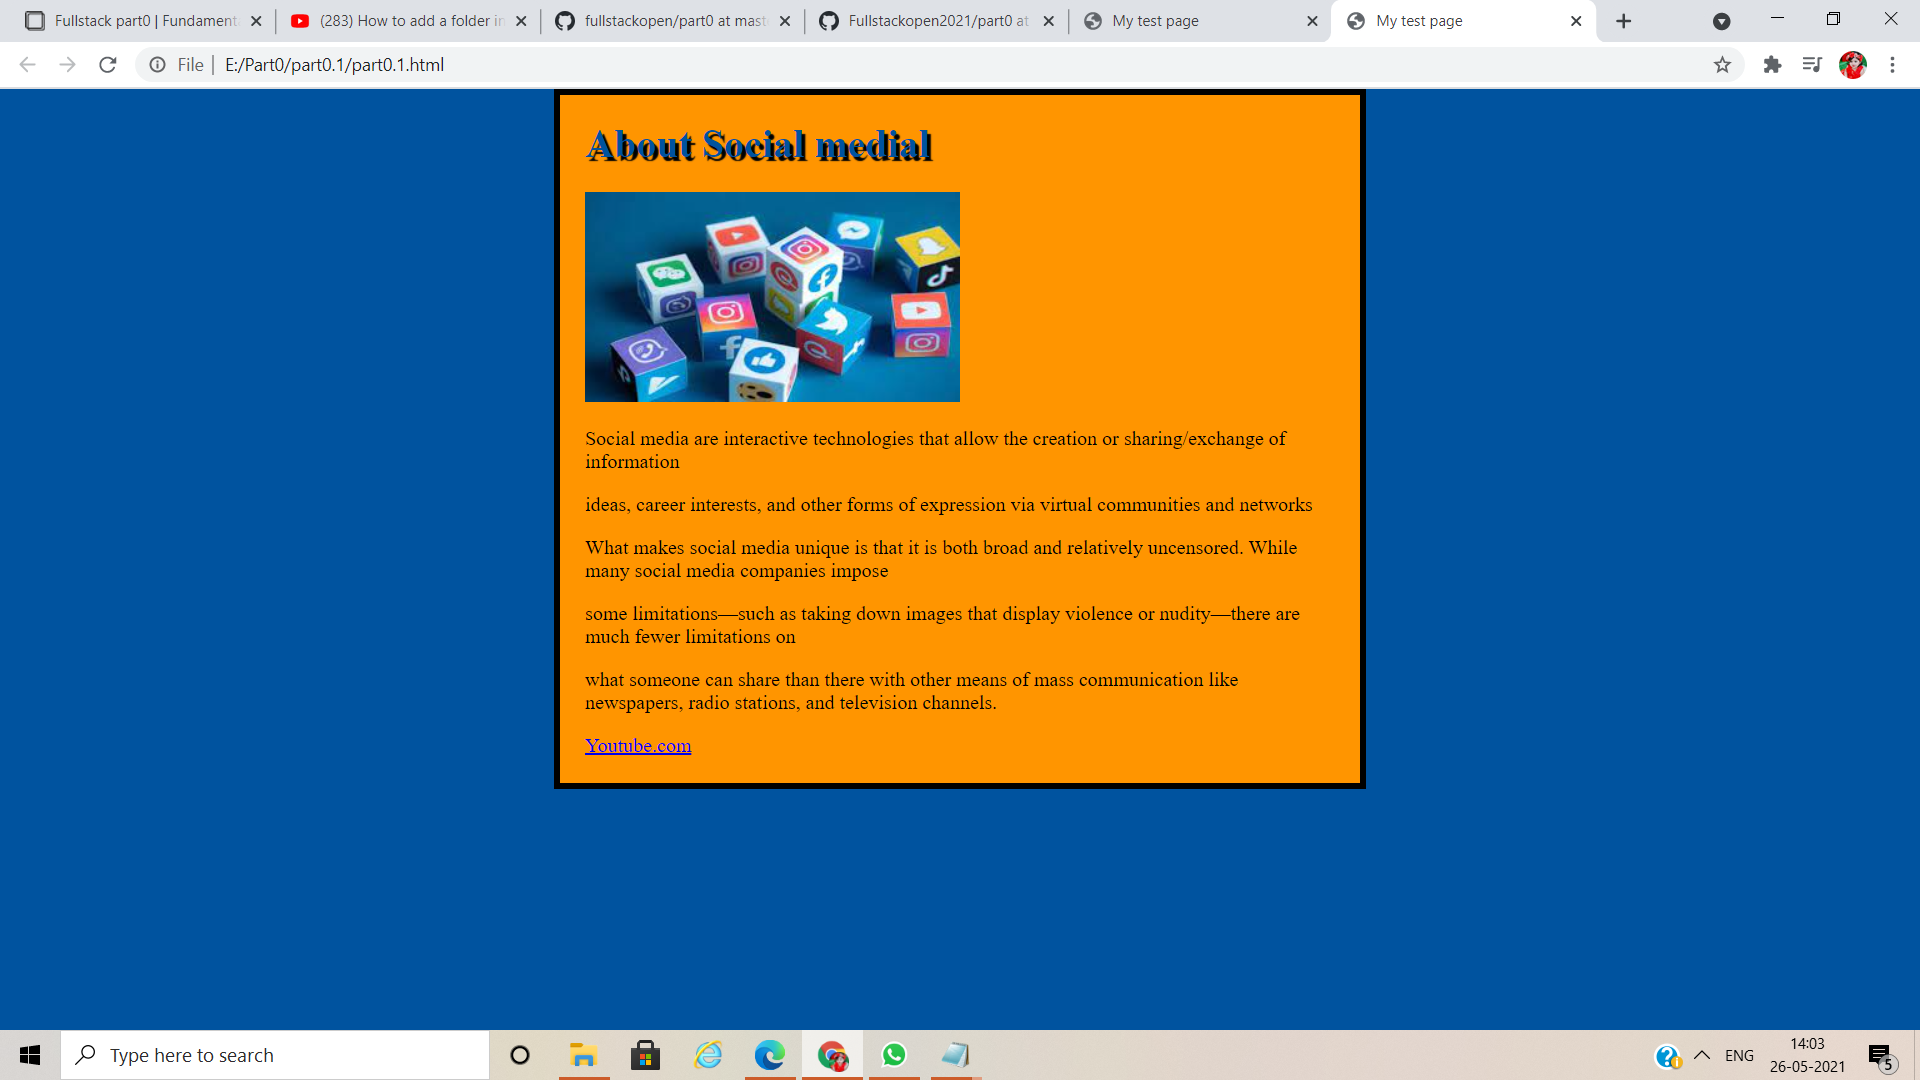 Fullstack part0 | Fundament
(283) How to add a folder in
fullstackopen/part0 at mast
Fullstackopen2021/part0 at
My test page
My test page
File | E:/Part0/part0.1/part0.1.html
About Social medial
Social media are interactive technologies that allow the creation or sharing/exchange of
information
ideas, career interests, and other forms of expression via virtual communities and networks
What makes social media unique is that it is both broad and relatively uncensored. While
many social media companies impose
some limitations—such as taking down images that display violence or nudity—there are
much fewer limitations on
what someone can share than there with other means of mass communication like
newspapers, radio stations, and television channels.
Youtube.com
Type here to search
ENG
14:03
26-05-2021
5